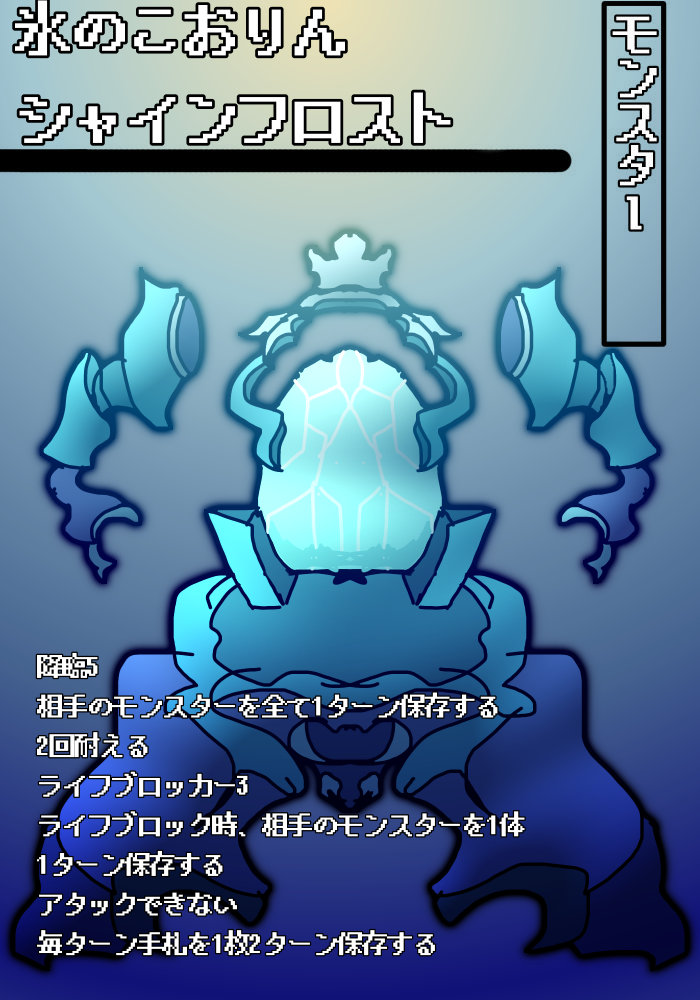 氷のこおりん
シャインフロスト
モンスター
降臨5
相手のモンスターを全て1ターン保存する
2回耐える
ライフブロッカー3
ライフブロック時、相手のモンスターを1体
1ターン保存する
アタックできない
毎ターン手札を1枚2ターン保存する